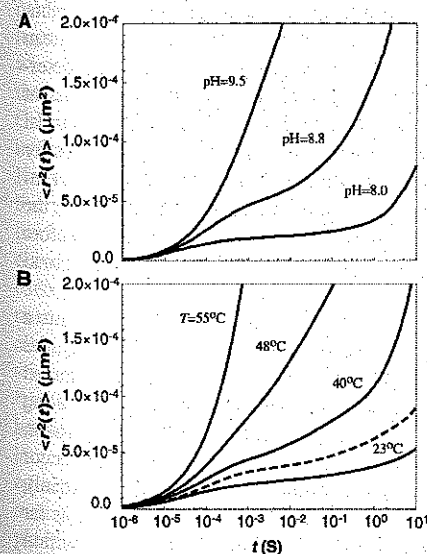 A
2.0×10⁻⁴
1.5×10⁻⁴
1.0×10⁻⁴
5.0×10⁻⁵
0.0
<r²(t)> (µm²)
pH=9.5
pH=8.8
pH=8.0
B
2.0×10⁻⁴
1.5×10⁻⁴
1.0×10⁻⁴
5.0×10⁻⁵
0.0
<r²(t)> (µm²)
T=55°C
48°C
40°C
23°C
10⁻⁶ 10⁻⁵ 10⁻⁴ 10⁻³ 10⁻² 10⁻¹ 10⁰ 10¹
t (S)